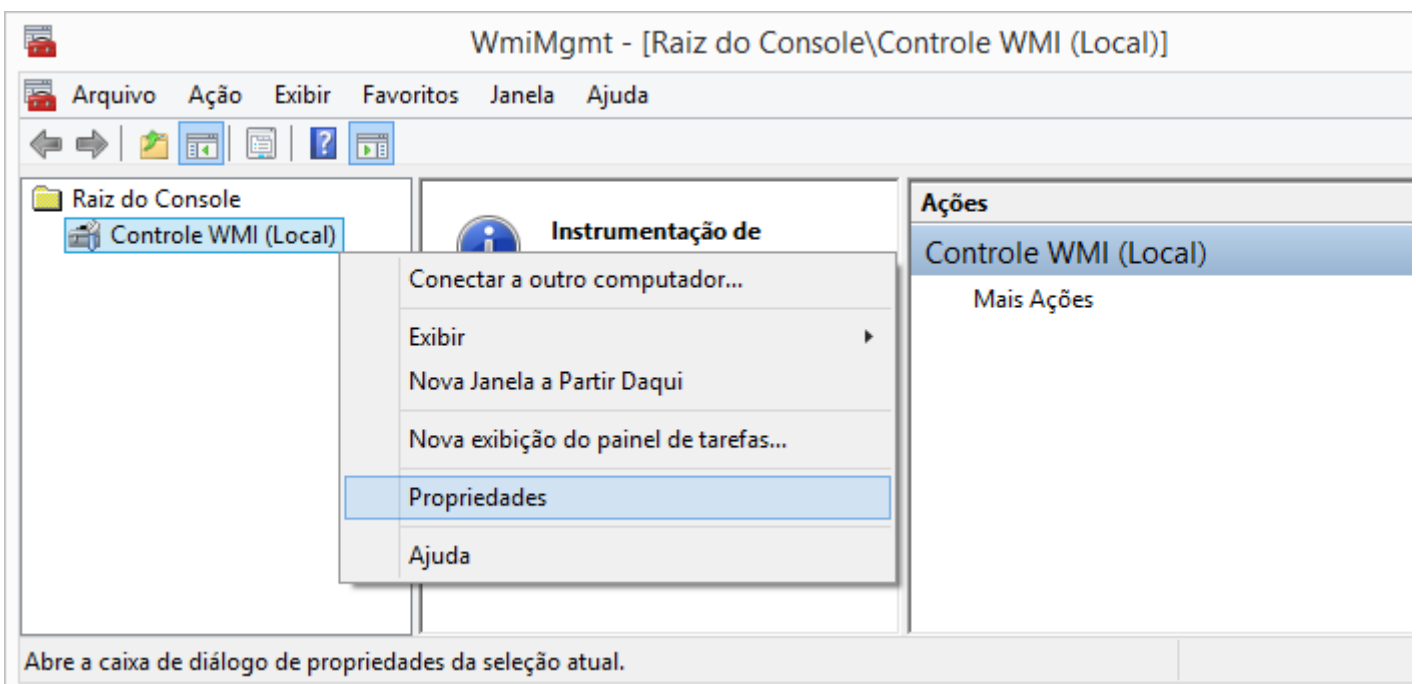 WmiMgmt - [Raiz do Console\Controle WMI (Local)]
Arquivo Ação Exibir Favoritos Janela Ajuda
Raiz do Console
Controle WMI (Local)
Instrumentação de
Conectar a outro computador...
Exibir
Nova Janela a Partir Daqui
Nova exibição do painel de tarefas...
Propriedades
Ajuda
Ações
Controle WMI (Local)
Mais Ações
Abre a caixa de diálogo de propriedades da seleção atual.